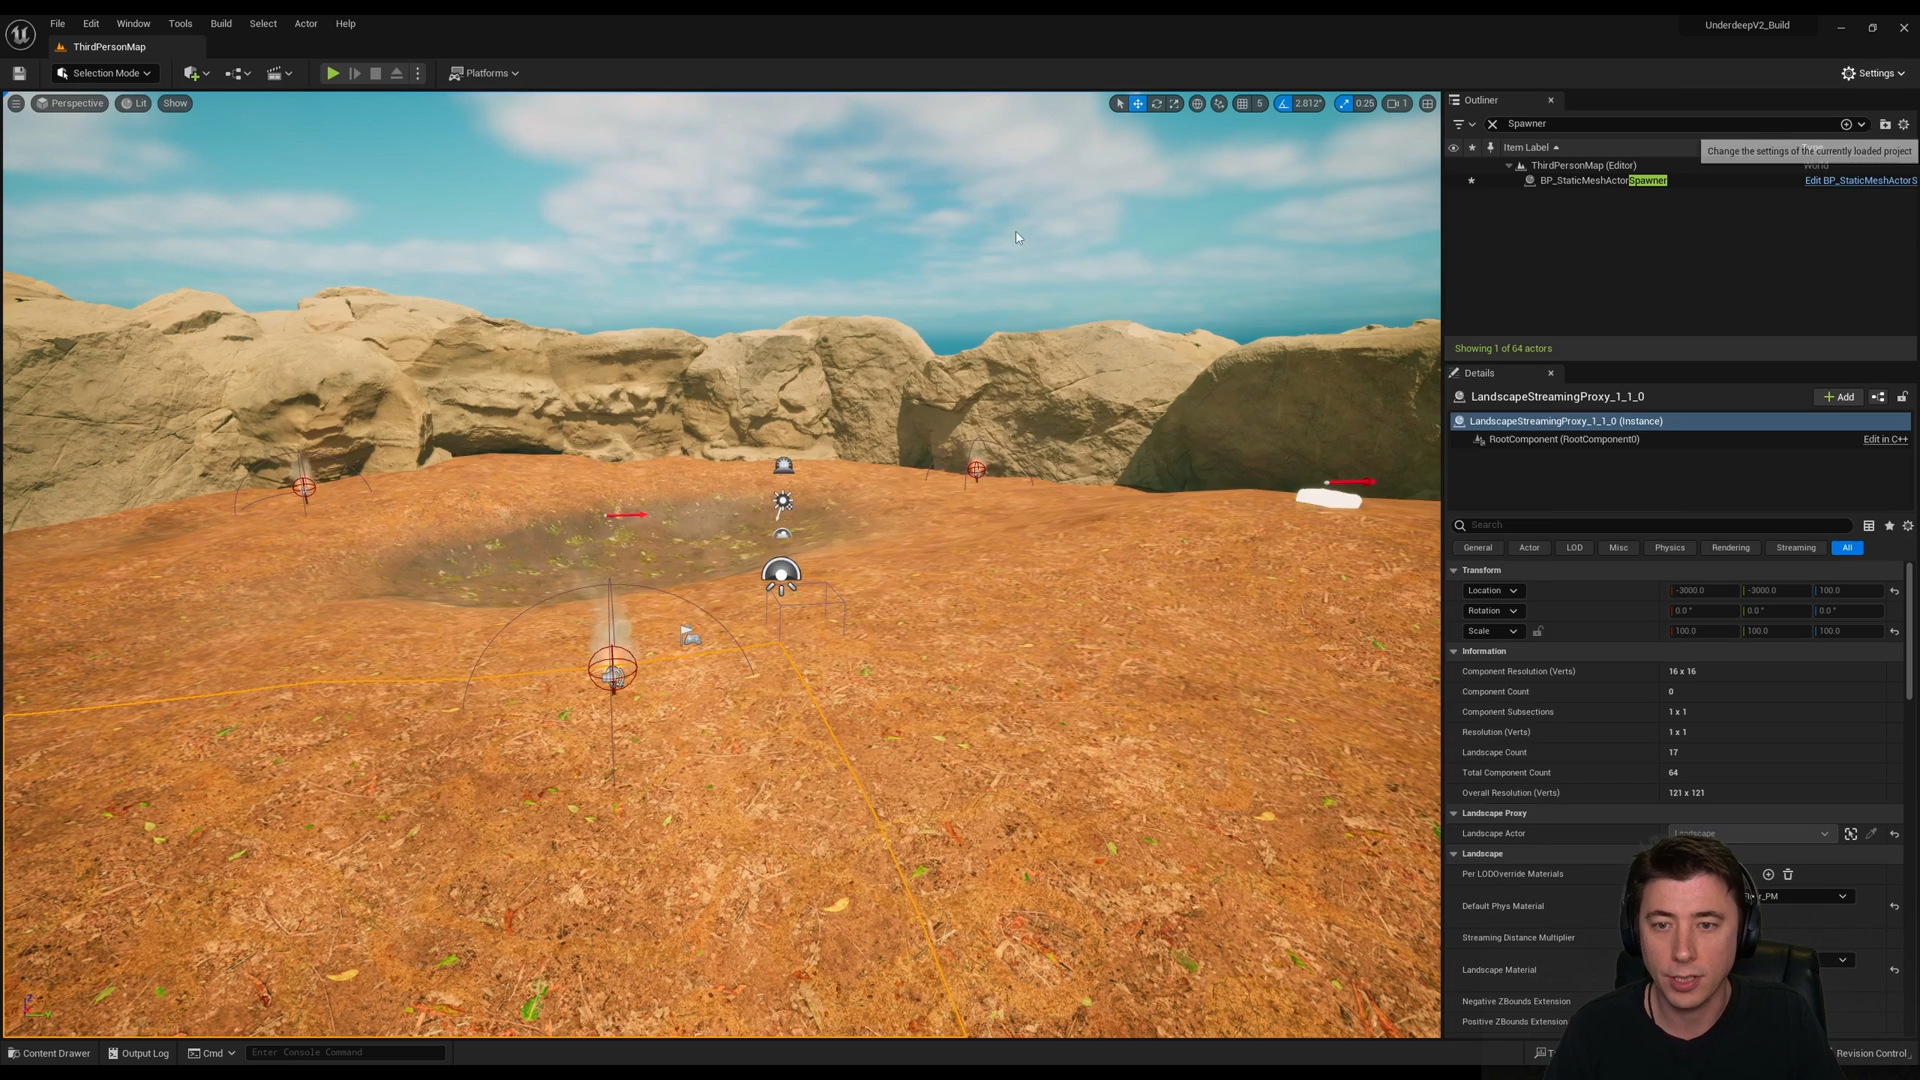 File Edit Window Tools Build Select Actor Help
UnderdeepV2_Build
ThirdPersonMap
Selection Mode
Platforms
Settings
Perspective Lit Show
5 2.812° 0.25 1
Outliner
Spawner
Item Label
Change the settings of the currently loaded project
ThirdPersonMap (Editor) World
BP_StaticMeshActorSpawner Edit BP_StaticMeshActorS
Showing 1 of 64 actors
Details
LandscapeStreamingProxy_1_1_0
Add
LandscapeStreamingProxy_1_1_0 (Instance)
RootComponent (RootComponent0) Edit in C++
Search
General Actor LOD Misc Physics Rendering Streaming All
Transform
Location -3000.0 -3000.0 100.0
Rotation 0.0° 0.0° 0.0°
Scale 100.0 100.0 100.0
Information
Component Resolution (Verts) 16 x 16
Component Count 0
Component Subsections 1 x 1
Resolution (Verts) 1 x 1
Landscape Count 17
Total Component Count 64
Overall Resolution (Verts) 121 x 121
Landscape Proxy
Landscape Actor Landscape
Landscape
Per LODOverride Materials
Default Phys Material
Streaming Distance Multiplier
Landscape Material
Negative ZBounds Extension
Positive ZBounds Extension
Content Drawer Output Log Cmd Enter Console Command
Revision Control